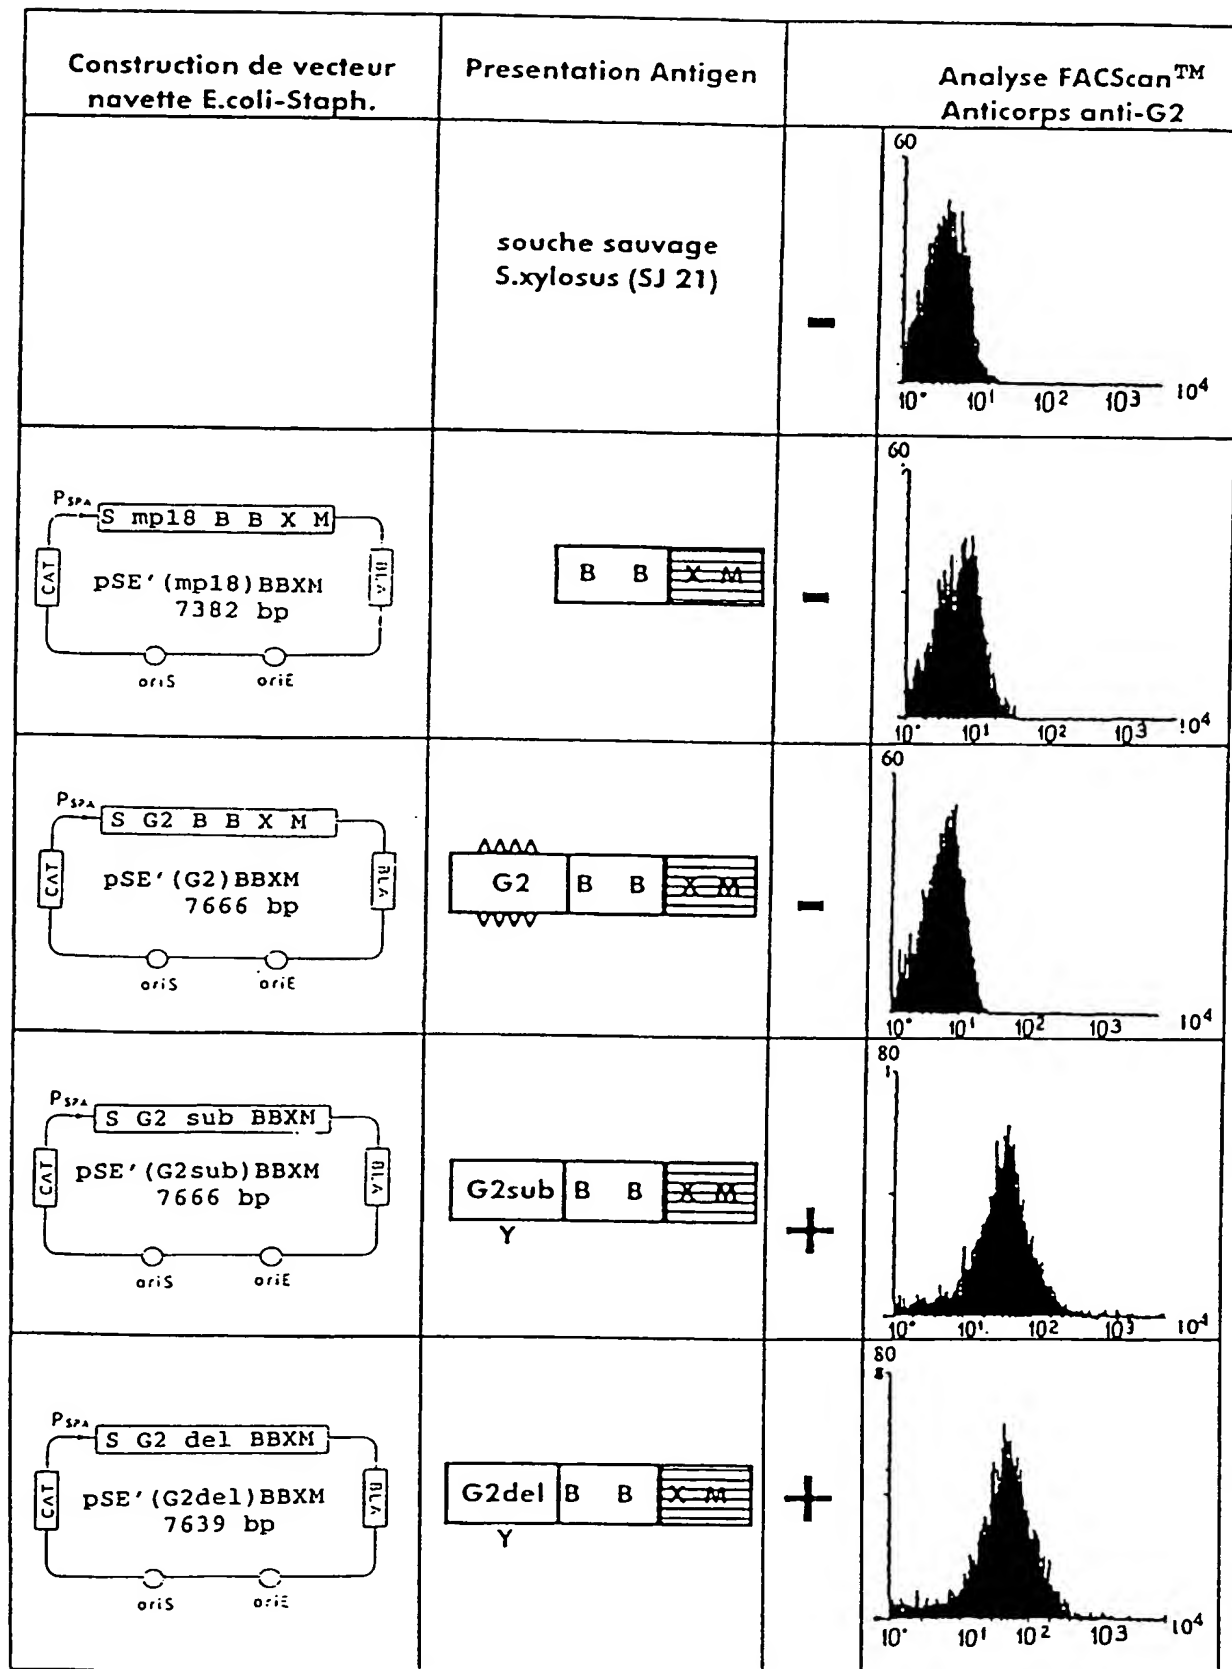 Construction de vecteur
navette E.coli-Staph.
Presentation Antigen
Analyse FACScan™
Anticorps anti-G2
souche sauvage
S.xylosus (SJ 21)
-
60
10° 10¹ 10² 10³ 10⁴
PSPA
S mp18 B B X M
CAT
BLA
pSE'(mp18)BBXM
7382 bp
oriS oriE
B B X M
-
60
10° 10¹ 10² 10³ 10⁴
PSPA
S G2 B B X M
CAT
BLA
pSE'(G2)BBXM
7666 bp
oriS oriE
G2 B B X M
-
60
10° 10¹ 10² 10³ 10⁴
PSPA
S G2 sub BBXM
CAT
BLA
pSE'(G2sub)BBXM
7666 bp
oriS oriE
G2sub B B X M
Y
+
80
10° 10¹ 10² 10³ 10⁴
PSPA
S G2 del BBXM
CAT
BLA
pSE'(G2del)BBXM
7639 bp
oriS oriE
G2del B B X M
Y
+
80
10° 10¹ 10² 10³ 10⁴